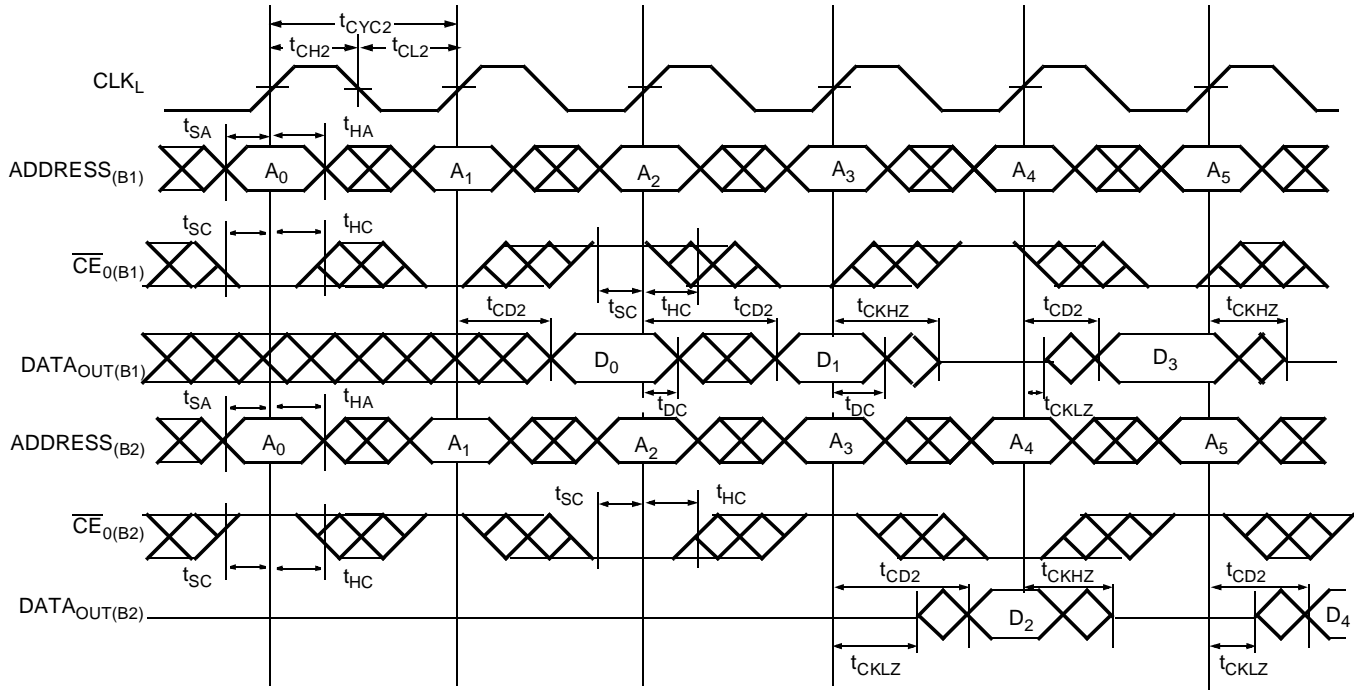 tCYC2
tCH2 tCL2
CLKL
tSA tHA
ADDRESS(B1) A0 A1 A2 A3 A4 A5
tSC tHC
CE0(B1)
tCD2 tSC tHC tCD2 tCKHZ tCD2 tCKHZ
DATAOUT(B1) D0 D1 D3
tSA tHA tDC tDC tCKLZ
ADDRESS(B2) A0 A1 A2 A3 A4 A5
tSC tHC
CE0(B2)
tSC tHC tCD2 tCKHZ tCD2
DATAOUT(B2) D2 D4
tCKLZ tCKLZ